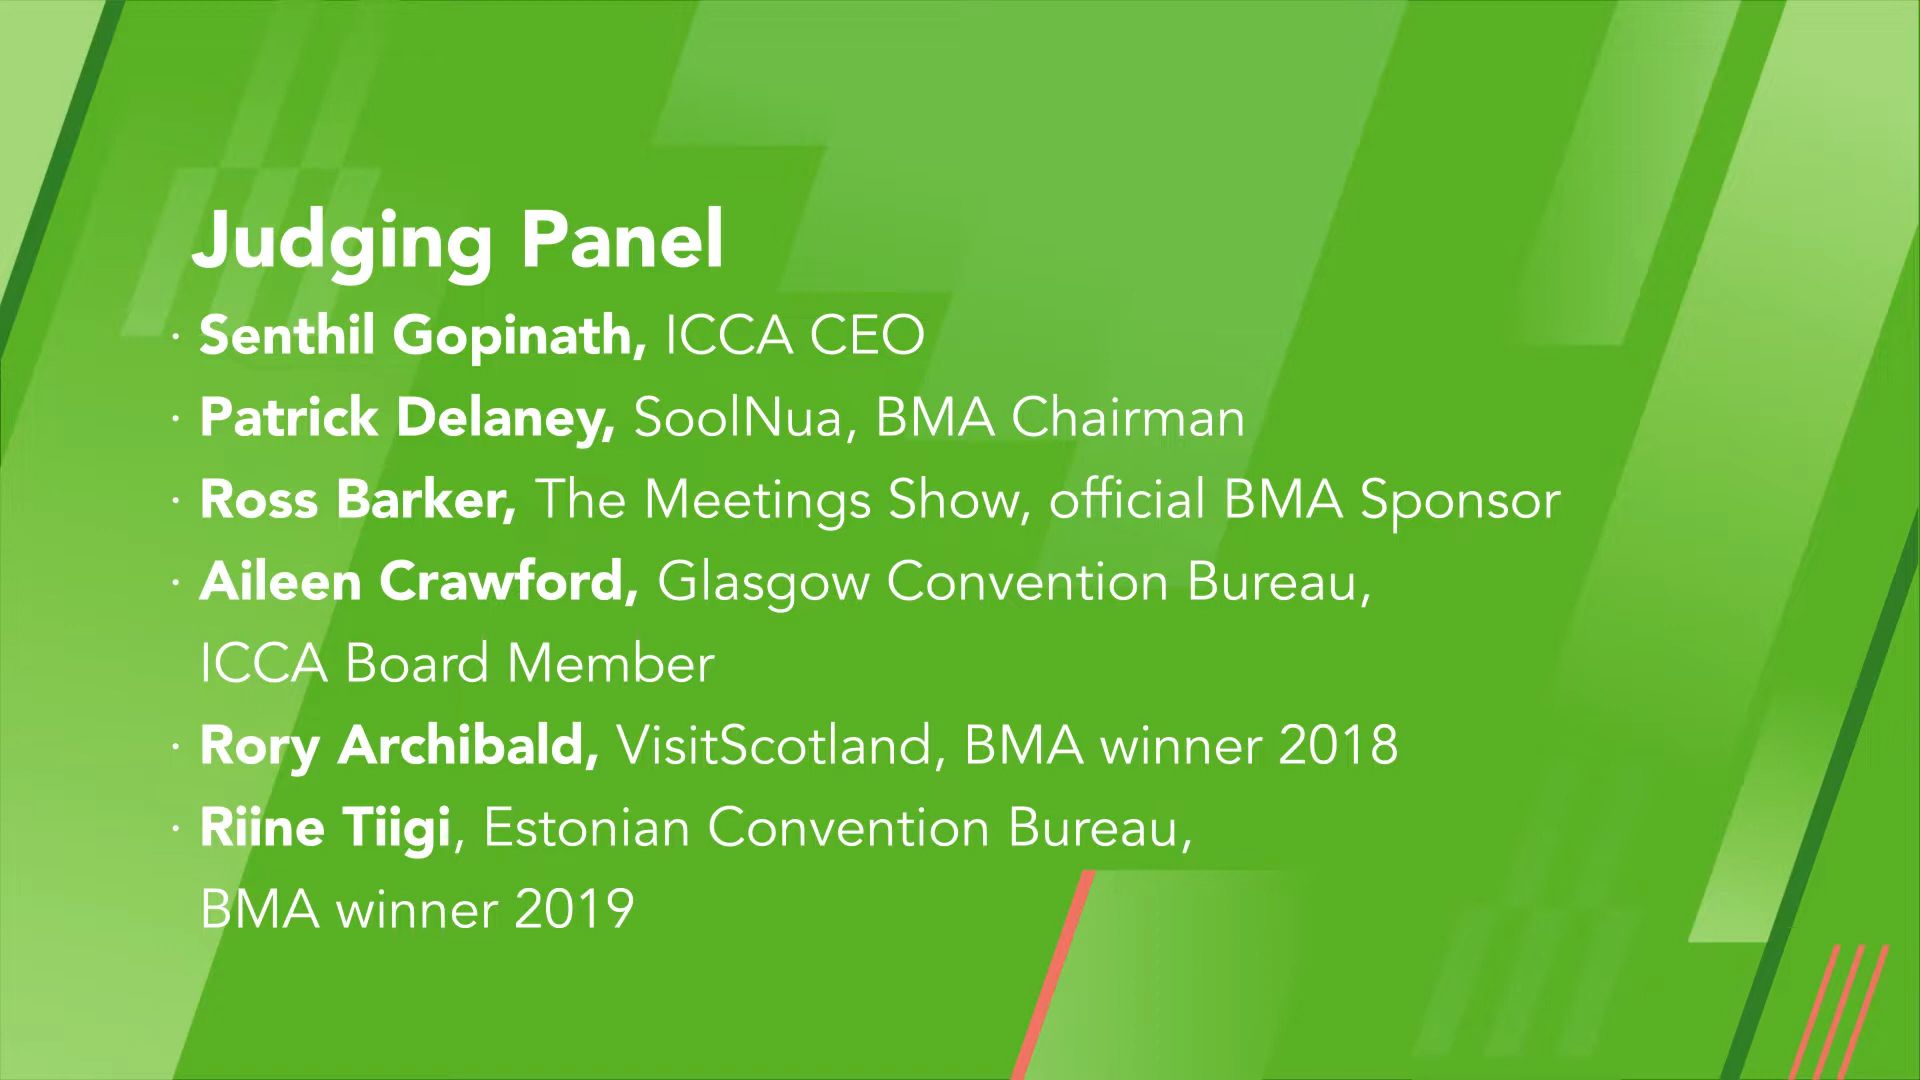 Judging Panel
· Senthil Gopinath, ICCA CEO
· Patrick Delaney, SoolNua, BMA Chairman
· Ross Barker, The Meetings Show, official BMA Sponsor
· Aileen Crawford, Glasgow Convention Bureau,
ICCA Board Member
· Rory Archibald, VisitScotland, BMA winner 2018
· Riine Tiigi, Estonian Convention Bureau,
BMA winner 2019